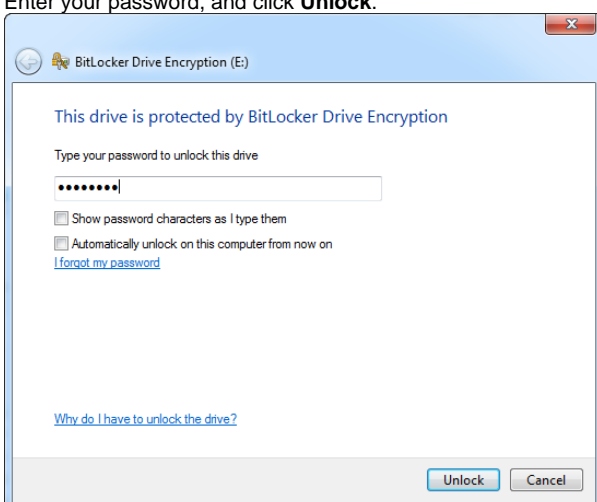 Enter your password, and click Unlock.
BitLocker Drive Encryption (E:)
This drive is protected by BitLocker Drive Encryption
Type your password to unlock this drive
••••••••
Show password characters as I type them
Automatically unlock on this computer from now on
I forgot my password
Why do I have to unlock the drive?
Unlock Cancel